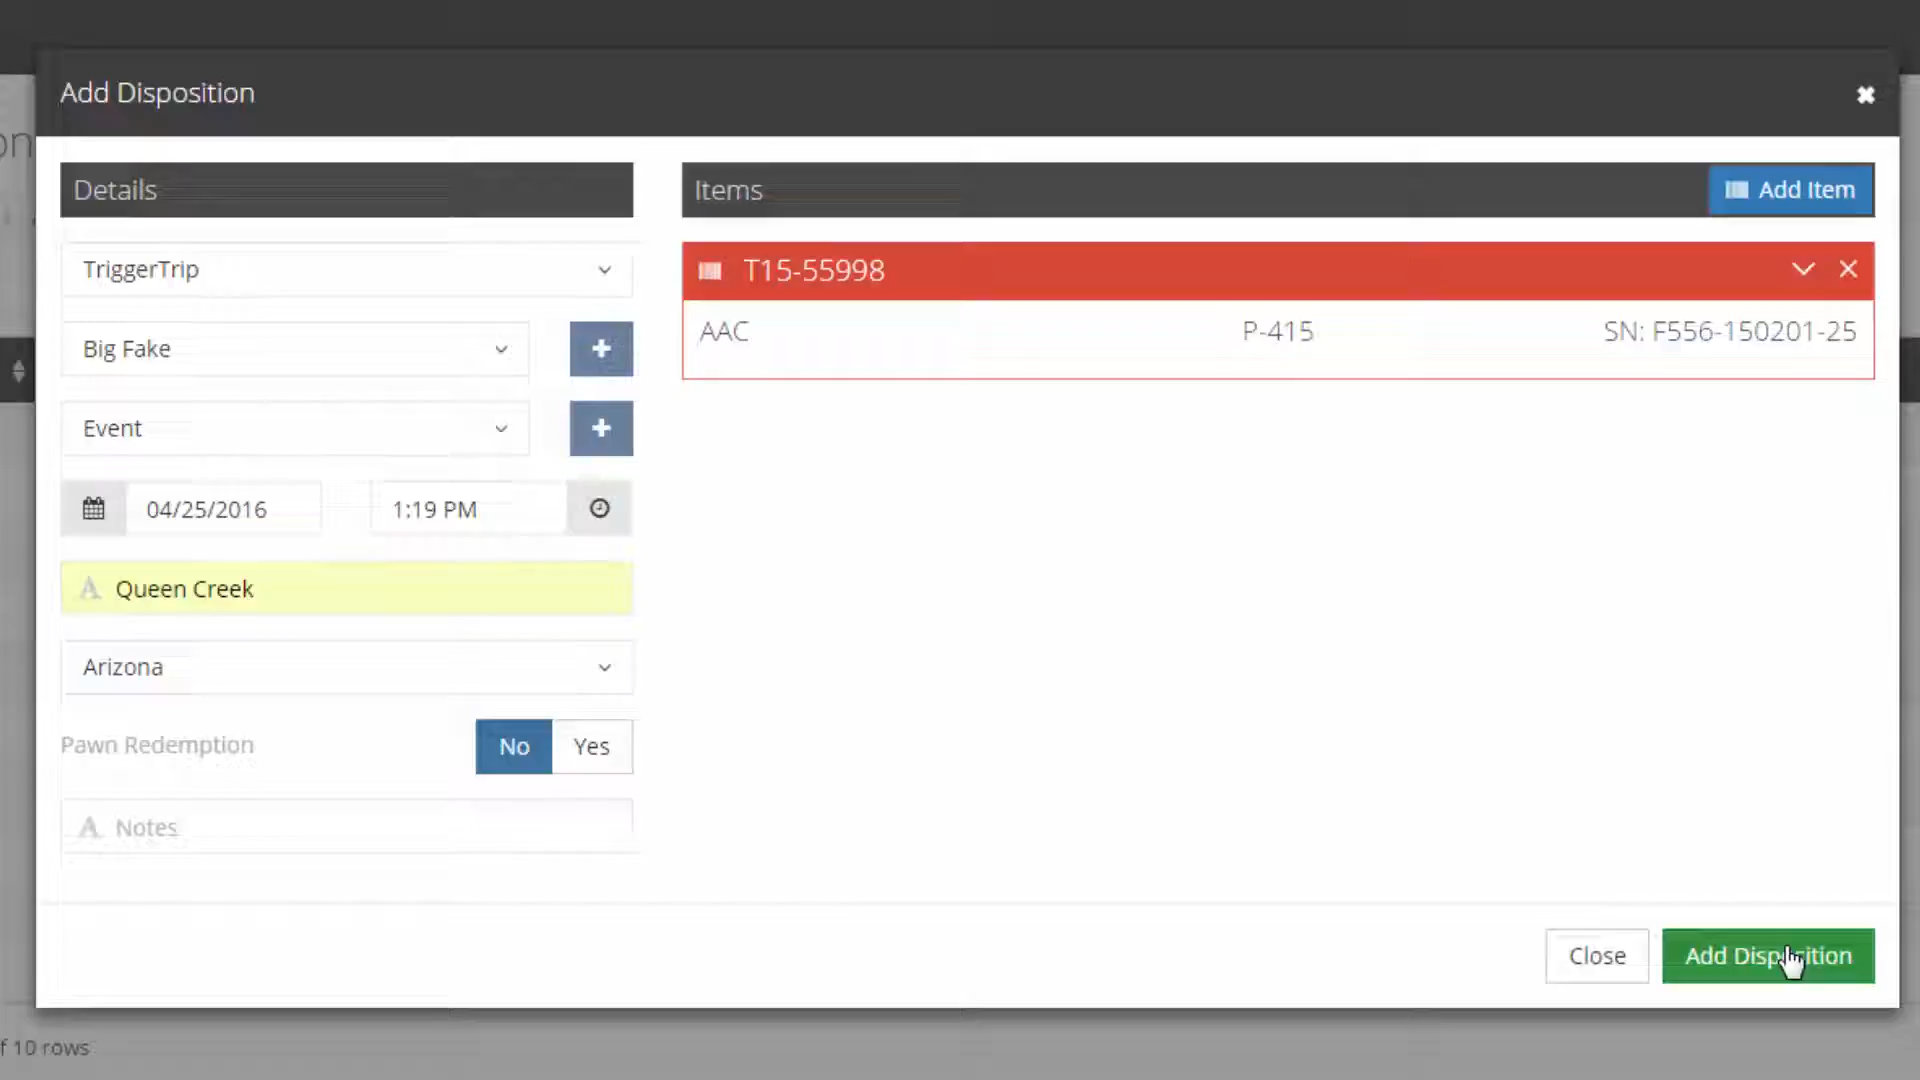 Add Disposition
Details
TriggerTrip
Big Fake
Event
04/25/2016 1:19 PM
Queen Creek
Arizona
Pawn Redemption No Yes
Notes
Items Add Item
T15-55998
AAC P-415 SN: F556-150201-25
Close Add Disposition
10 rows